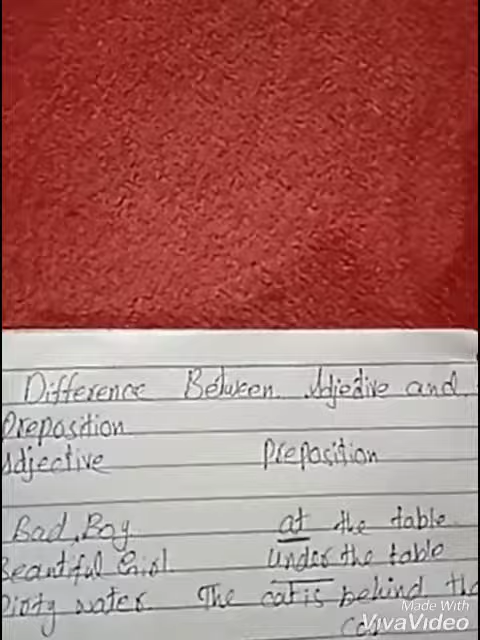 Difference Between Adjective and
Preposition
Adjective Preposition
Bad, Boy at the table
Beautiful Girl under the table
Dirty water The cat is behind the
Made With
VivaVideo